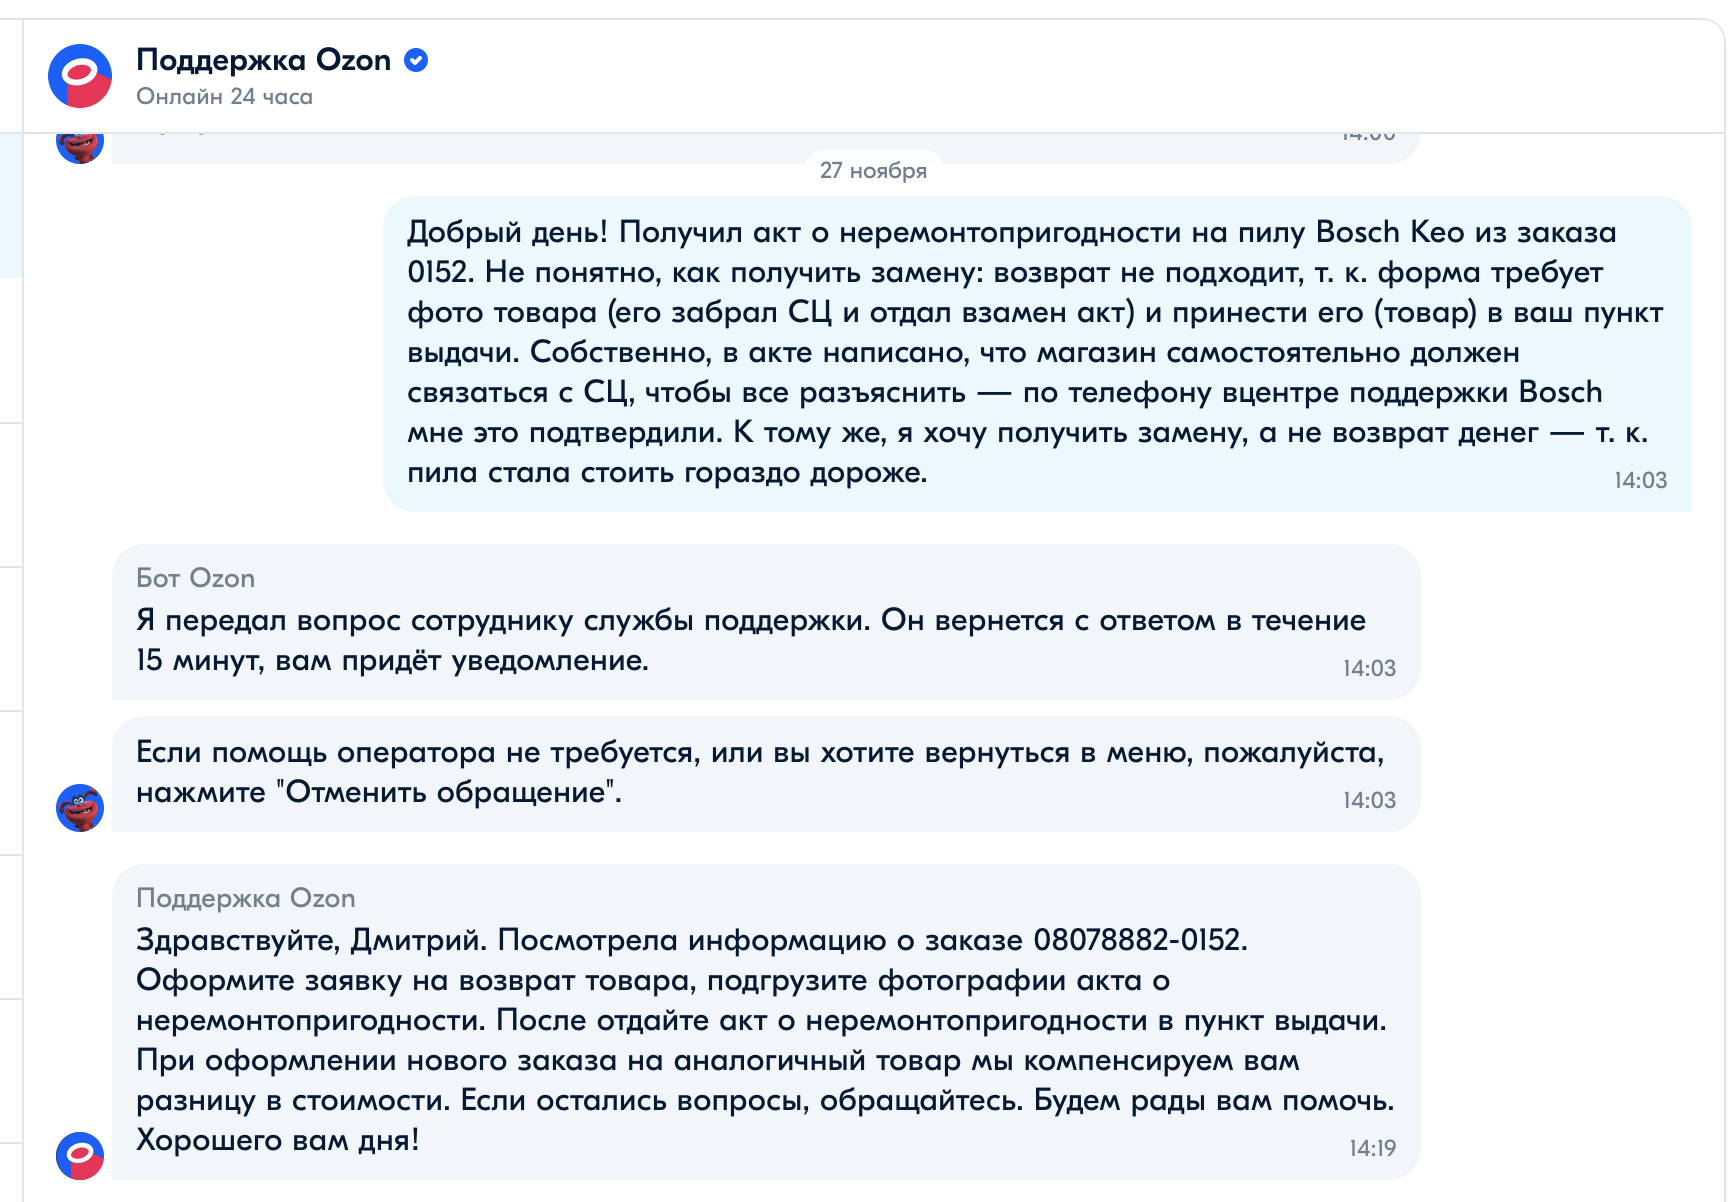 Поддержка Ozon
Онлайн 24 часа
27 ноября
Добрый день! Получил акт о неремонтопригодности на пилу Bosch Keo из заказа
0152. Не понятно, как получить замену: возврат не подходит, т. к. форма требует
фото товара (его забрал СЦ и отдал взамен акт) и принести его (товар) в ваш пункт
выдачи. Собственно, в акте написано, что магазин самостоятельно должен
связаться с СЦ, чтобы все разъяснить — по телефону вцентре поддержки Bosch
мне это подтвердили. К тому же, я хочу получить замену, а не возврат денег — т. к.
пила стала стоить гораздо дороже.
14:03
Бот Ozon
Я передал вопрос сотруднику службы поддержки. Он вернется с ответом в течение
15 минут, вам придёт уведомление.
14:03
Если помощь оператора не требуется, или вы хотите вернуться в меню, пожалуйста,
нажмите "Отменить обращение".
14:03
Поддержка Ozon
Здравствуйте, Дмитрий. Посмотрела информацию о заказе 08078882-0152.
Оформите заявку на возврат товара, подгрузите фотографии акта о
неремонтопригодности. После отдайте акт о неремонтопригодности в пункт выдачи.
При оформлении нового заказа на аналогичный товар мы компенсируем вам
разницу в стоимости. Если остались вопросы, обращайтесь. Будем рады вам помочь.
Хорошего вам дня!
14:19